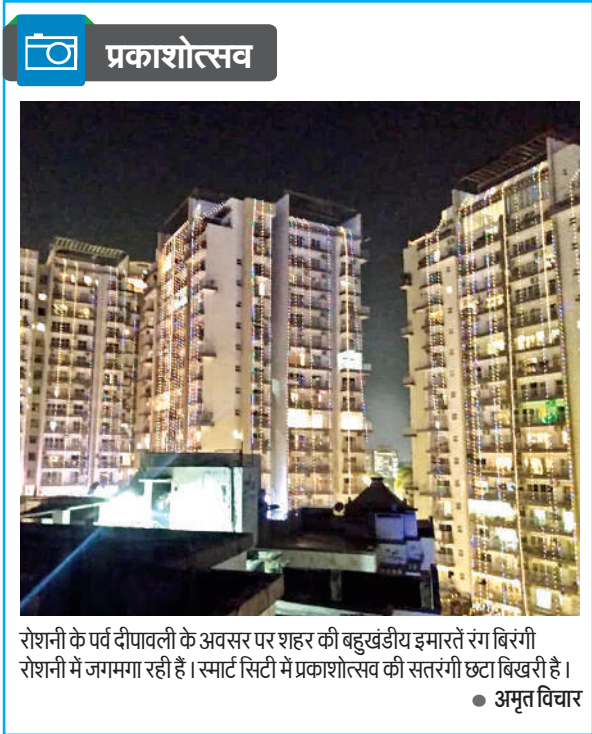 प्रकाशोत्सव
रोशनी के पर्व दीपावली के अवसर पर शहर की बहुखंडीय इमारतें रंग बिरंगी
रोशनी में जगमगा रही हैं। स्मार्ट सिटी में प्रकाशोत्सव की सतरंगी छटा बिखरी है।
● अमृत विचार